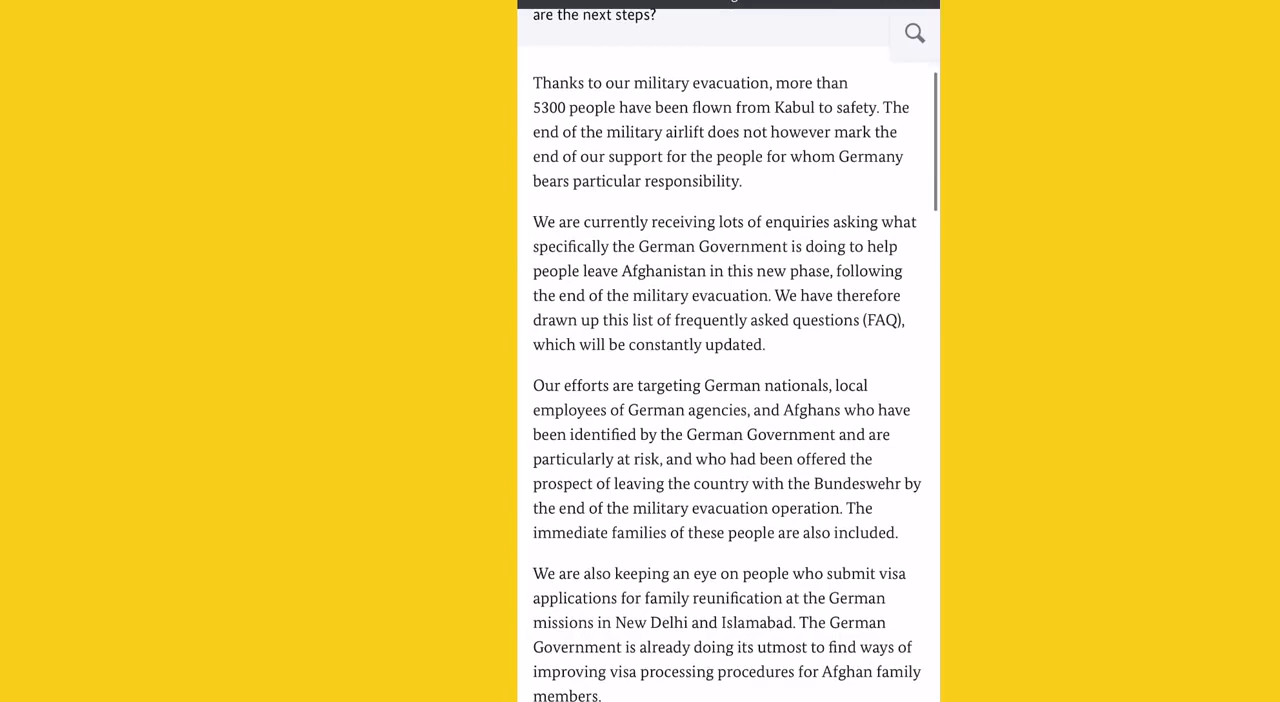 are the next steps?
Thanks to our military evacuation, more than
5300 people have been flown from Kabul to safety. The
end of the military airlift does not however mark the
end of our support for the people for whom Germany
bears particular responsibility.
We are currently receiving lots of enquiries asking what
specifically the German Government is doing to help
people leave Afghanistan in this new phase, following
the end of the military evacuation. We have therefore
drawn up this list of frequently asked questions (FAQ),
which will be constantly updated.
Our efforts are targeting German nationals, local
employees of German agencies, and Afghans who have
been identified by the German Government and are
particularly at risk, and who had been offered the
prospect of leaving the country with the Bundeswehr by
the end of the military evacuation operation. The
immediate families of these people are also included.
We are also keeping an eye on people who submit visa
applications for family reunification at the German
missions in New Delhi and Islamabad. The German
Government is already doing its utmost to find ways of
improving visa processing procedures for Afghan family
members.